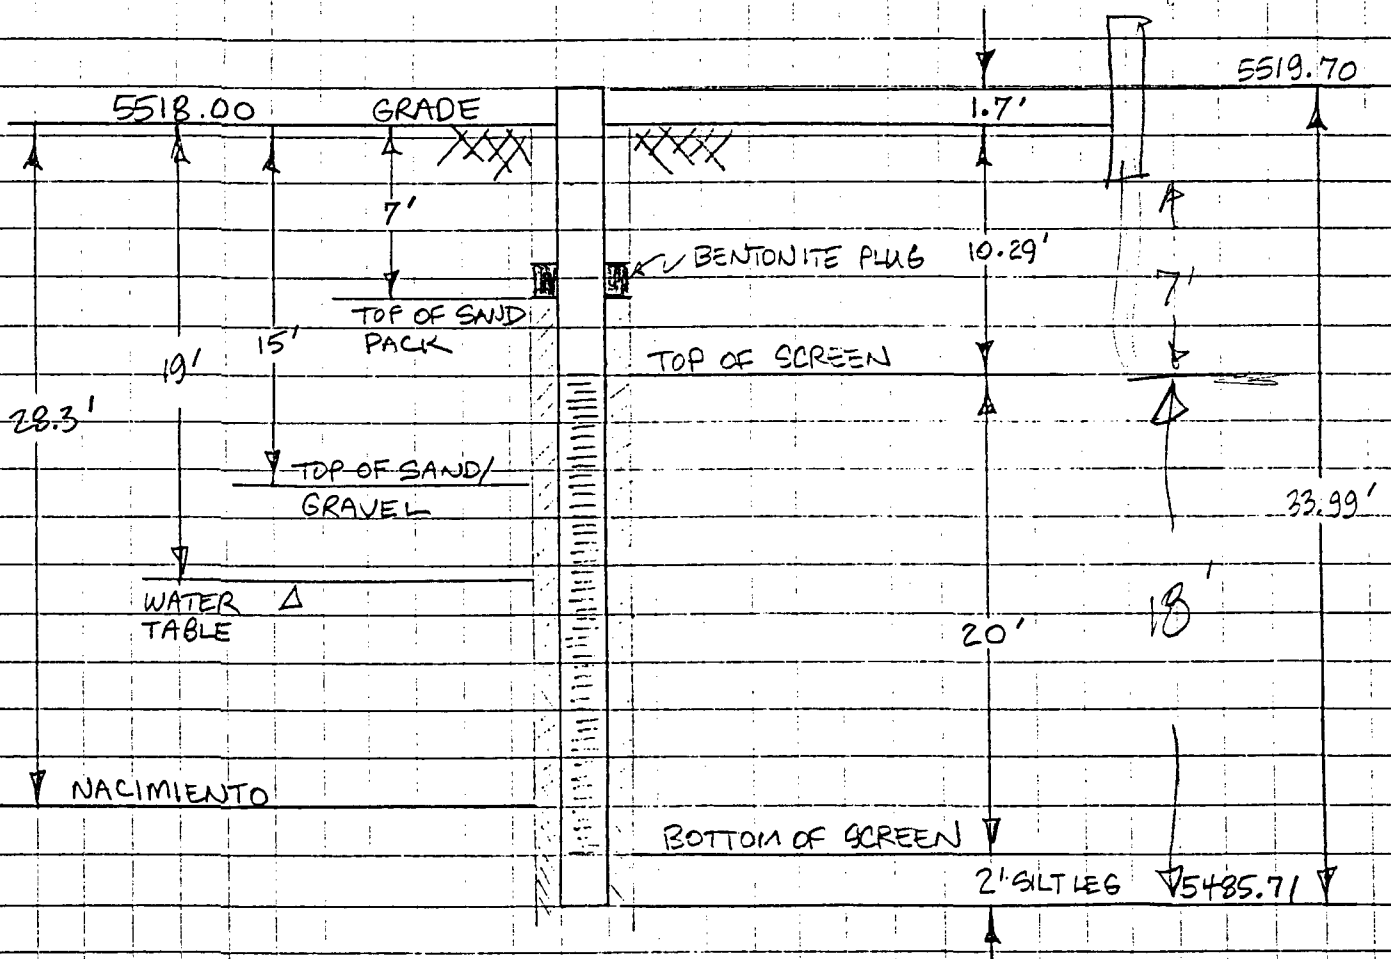 5519.70
5518.00 GRADE 1.7'
7'
BENTONITE PLUG 10.29'
7'
TOP OF SAND
PACK
15'
19'
TOP OF SCREEN
28.3'
TOP OF SAND/
GRAVEL
33.99'
WATER
TABLE
18'
20'
NACIMIENTO
BOTTOM OF SCREEN
2' SILT LEG 5485.71